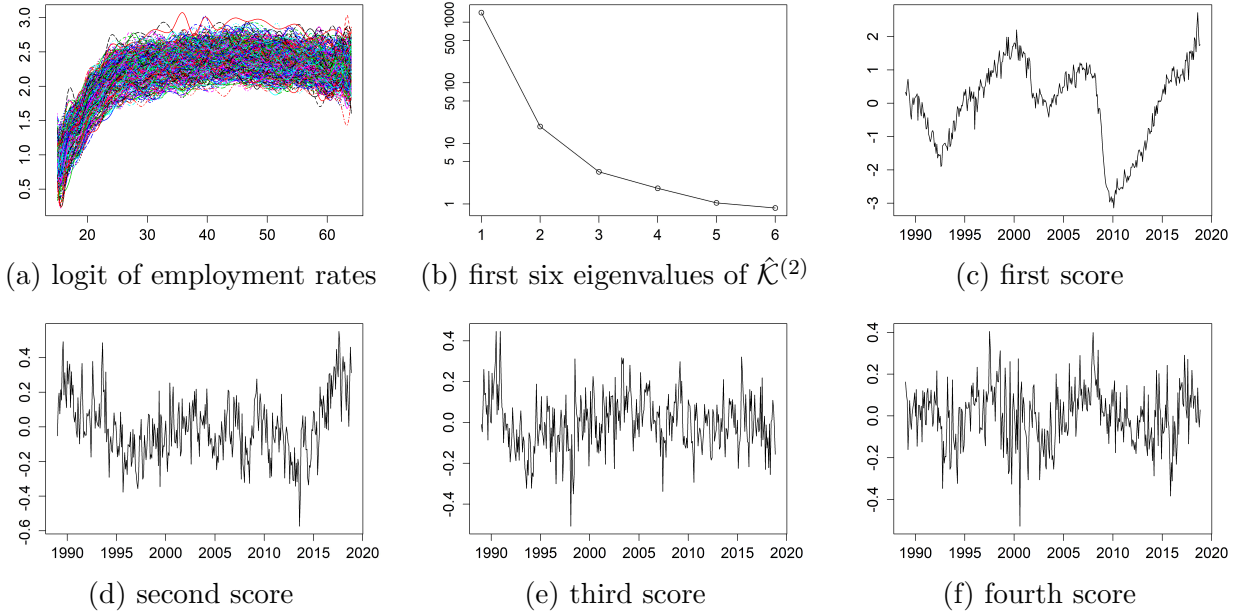 3.0
2.5
2.0
1.5
1.0
0.5
20 30 40 50 60
(a) logit of employment rates
1000
500
100
50
10
5
1
1 2 3 4 5 6
(b) first six eigenvalues of $\hat{\mathcal{K}}^{(2)}$
2
1
0
-1
-2
-3
1990 1995 2000 2005 2010 2015 2020
(c) first score
0.4
0.2
0.0
-0.2
-0.4
-0.6
1990 1995 2000 2005 2010 2015 2020
(d) second score
0.4
0.2
0.0
-0.2
-0.4
1990 1995 2000 2005 2010 2015 2020
(e) third score
0.4
0.2
0.0
-0.2
-0.4
1990 1995 2000 2005 2010 2015 2020
(f) fourth score